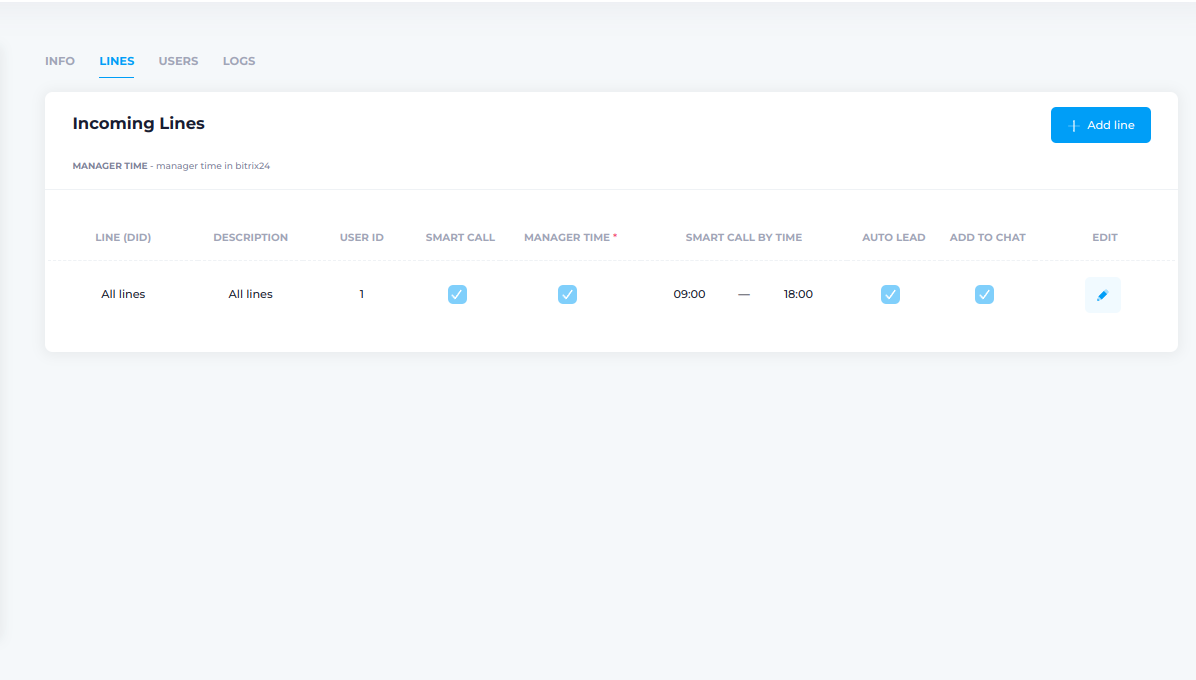 INFO LINES USERS LOGS
Incoming Lines
Add line
MANAGER TIME - manager time in bitrix24
LINE (DID) DESCRIPTION USER ID SMART CALL MANAGER TIME * SMART CALL BY TIME AUTO LEAD ADD TO CHAT EDIT
All lines All lines 1 09:00 — 18:00